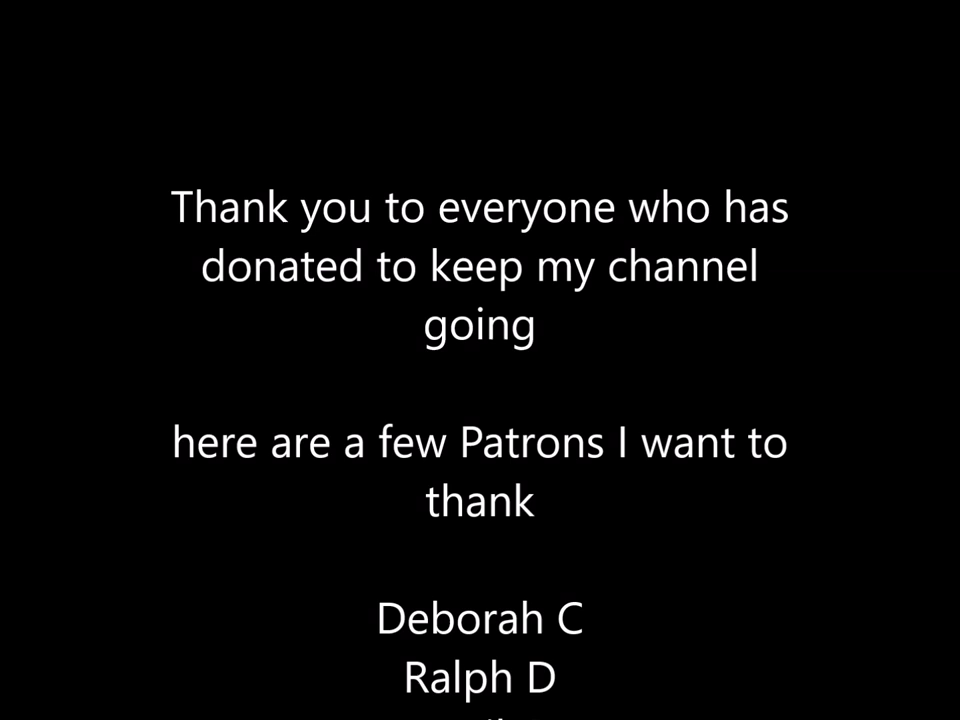 Thank you to everyone who has
donated to keep my channel
going
here are a few Patrons I want to
thank
Deborah C
Ralph D